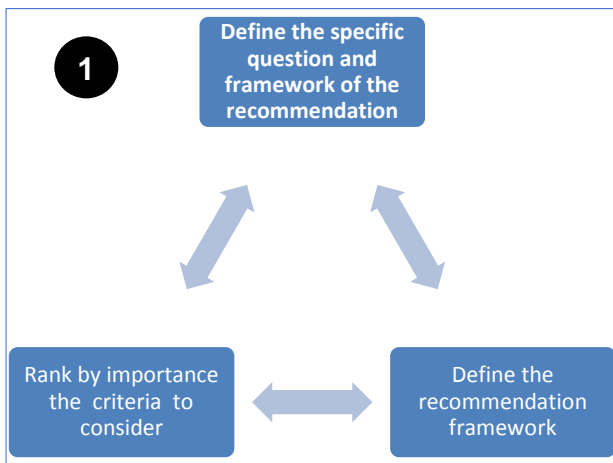 1
Define the specific
question and
framework of the
recommendation
Rank by importance
the criteria to
consider
Define the
recommendation
framework